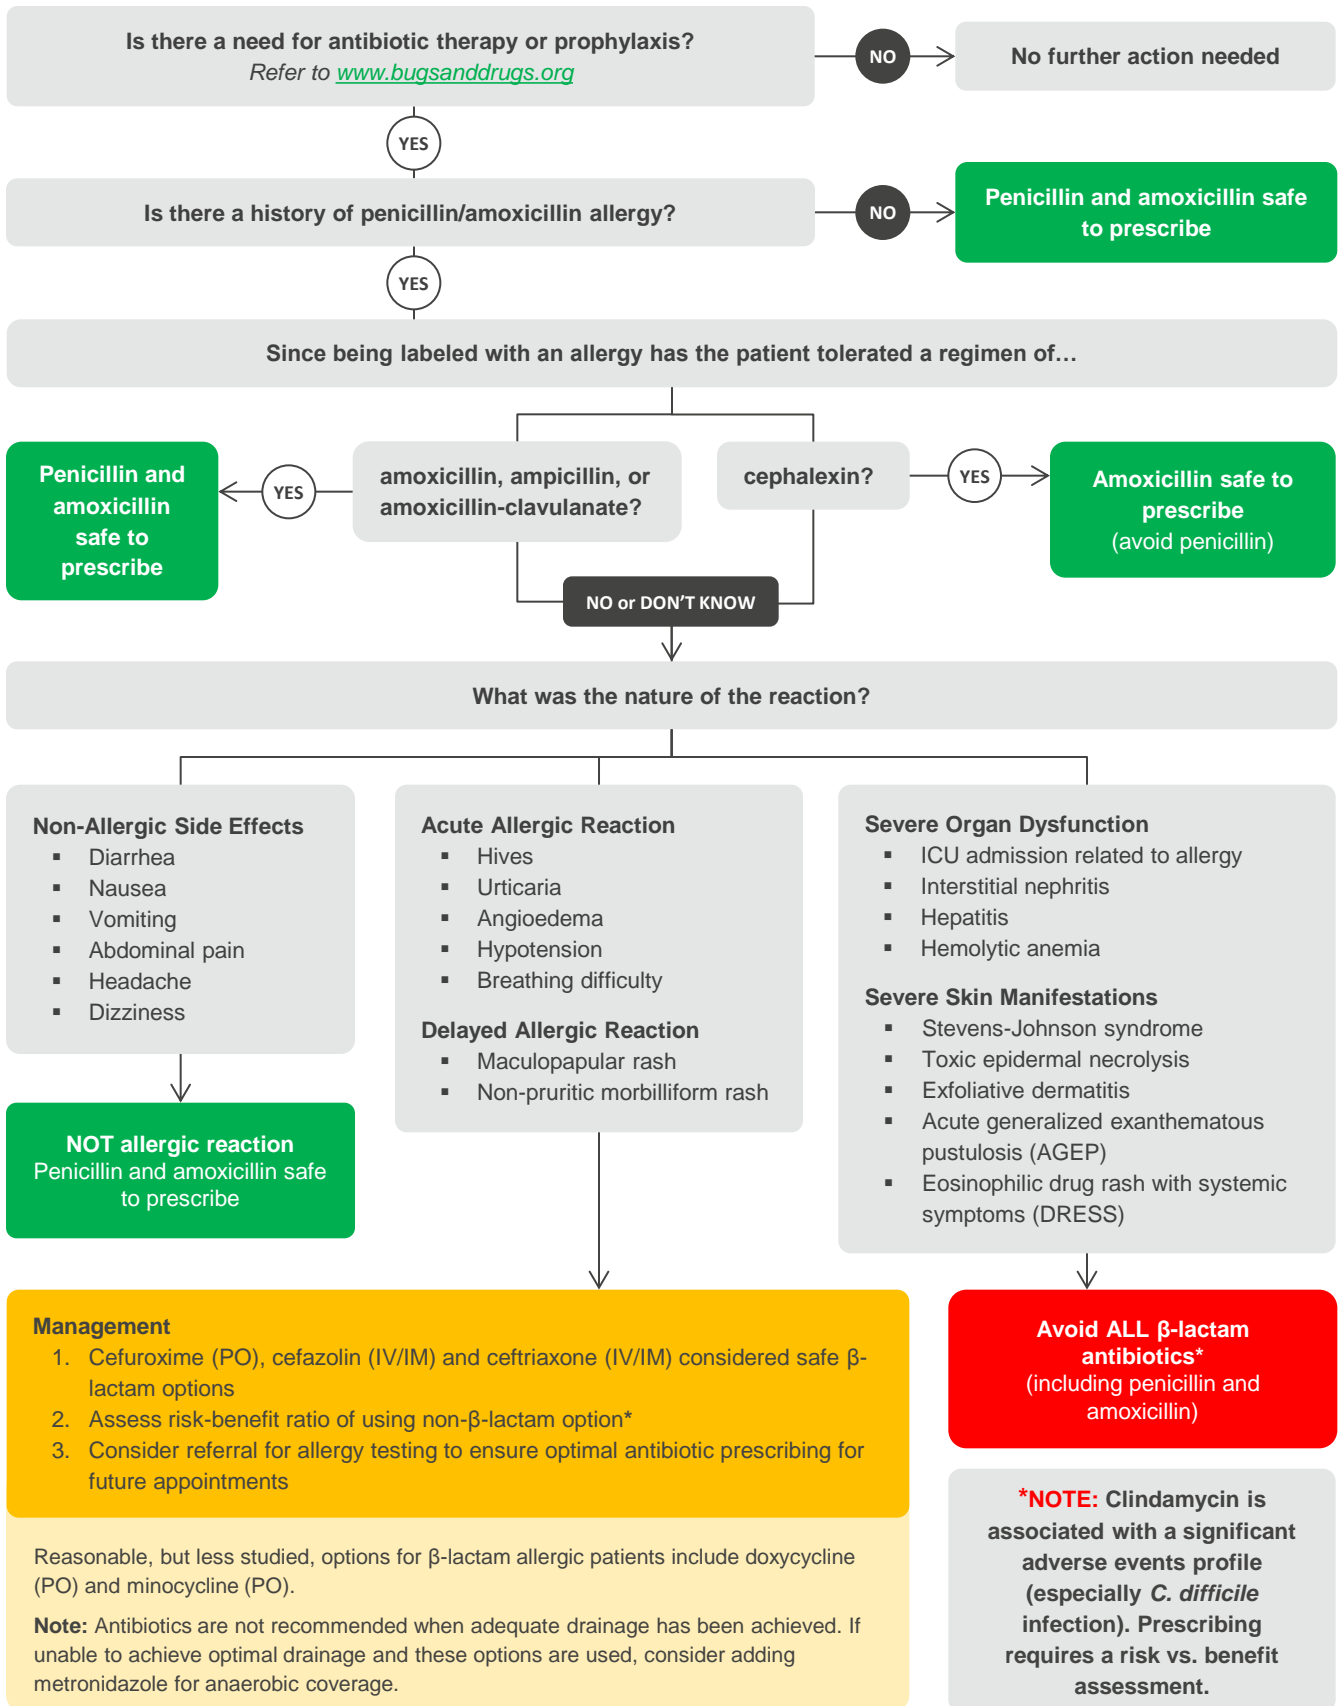 Is there a need for antibiotic therapy or prophylaxis?
Refer to www.bugsanddrugs.org
NO
No further action needed
YES
Is there a history of penicillin/amoxicillin allergy?
NO
Penicillin and amoxicillin safe
to prescribe
YES
Since being labeled with an allergy has the patient tolerated a regimen of…
Penicillin and
amoxicillin
safe to
prescribe
YES
amoxicillin, ampicillin, or
amoxicillin-clavulanate?
cephalexin?
YES
Amoxicillin safe to
prescribe
(avoid penicillin)
NO or DON'T KNOW
What was the nature of the reaction?
Non-Allergic Side Effects
▪ Diarrhea
▪ Nausea
▪ Vomiting
▪ Abdominal pain
▪ Headache
▪ Dizziness
NOT allergic reaction
Penicillin and amoxicillin safe
to prescribe
Acute Allergic Reaction
▪ Hives
▪ Urticaria
▪ Angioedema
▪ Hypotension
▪ Breathing difficulty
Delayed Allergic Reaction
▪ Maculopapular rash
▪ Non-pruritic morbilliform rash
Severe Organ Dysfunction
▪ ICU admission related to allergy
▪ Interstitial nephritis
▪ Hepatitis
▪ Hemolytic anemia
Severe Skin Manifestations
▪ Stevens-Johnson syndrome
▪ Toxic epidermal necrolysis
▪ Exfoliative dermatitis
▪ Acute generalized exanthematous
pustulosis (AGEP)
▪ Eosinophilic drug rash with systemic
symptoms (DRESS)
Management
1. Cefuroxime (PO), cefazolin (IV/IM) and ceftriaxone (IV/IM) considered safe β-
lactam options
2. Assess risk-benefit ratio of using non-β-lactam option*
3. Consider referral for allergy testing to ensure optimal antibiotic prescribing for
future appointments
Reasonable, but less studied, options for β-lactam allergic patients include doxycycline
(PO) and minocycline (PO).
Note: Antibiotics are not recommended when adequate drainage has been achieved. If
unable to achieve optimal drainage and these options are used, consider adding
metronidazole for anaerobic coverage.
Avoid ALL β-lactam
antibiotics*
(including penicillin and
amoxicillin)
*NOTE: Clindamycin is
associated with a significant
adverse events profile
(especially C. difficile
infection). Prescribing
requires a risk vs. benefit
assessment.